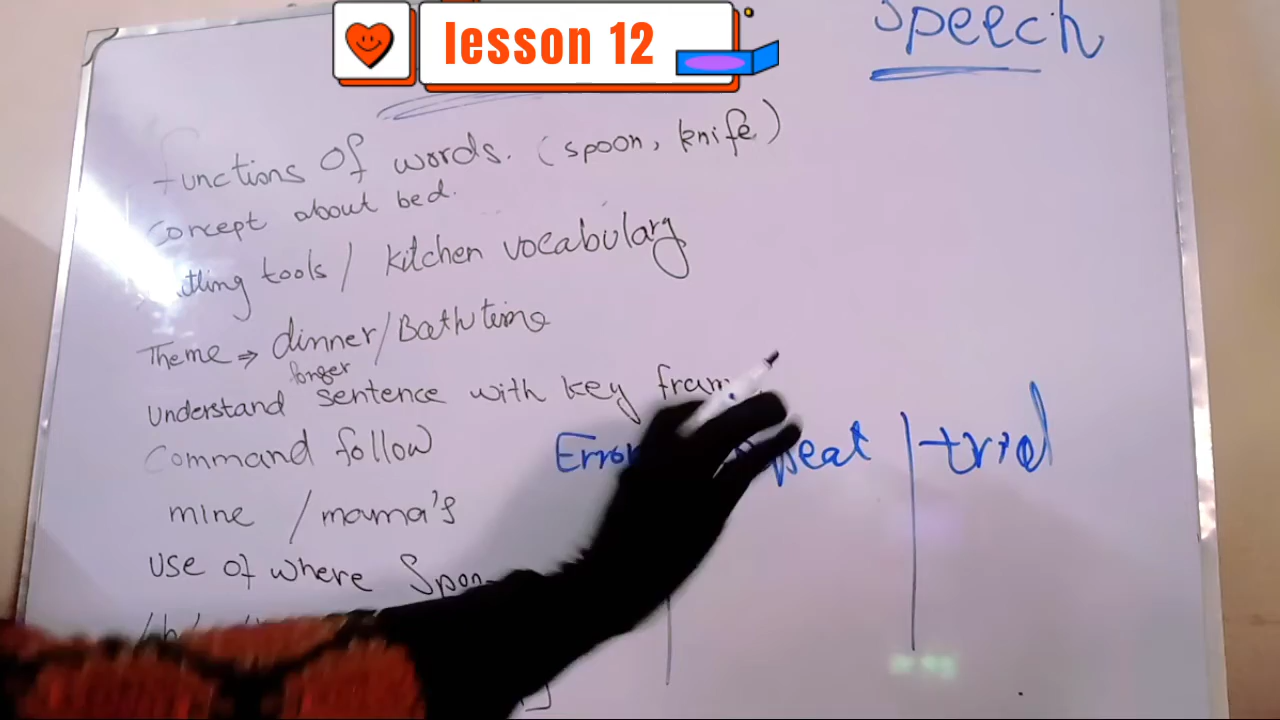 lesson 12
speech
functions of words. (spoon, knife)
concept about bed.
tools / kitchen vocabulary
Theme → dinner/Bath time
longer
understand sentence with key
Command follow
mine / mama's
use of where
trial